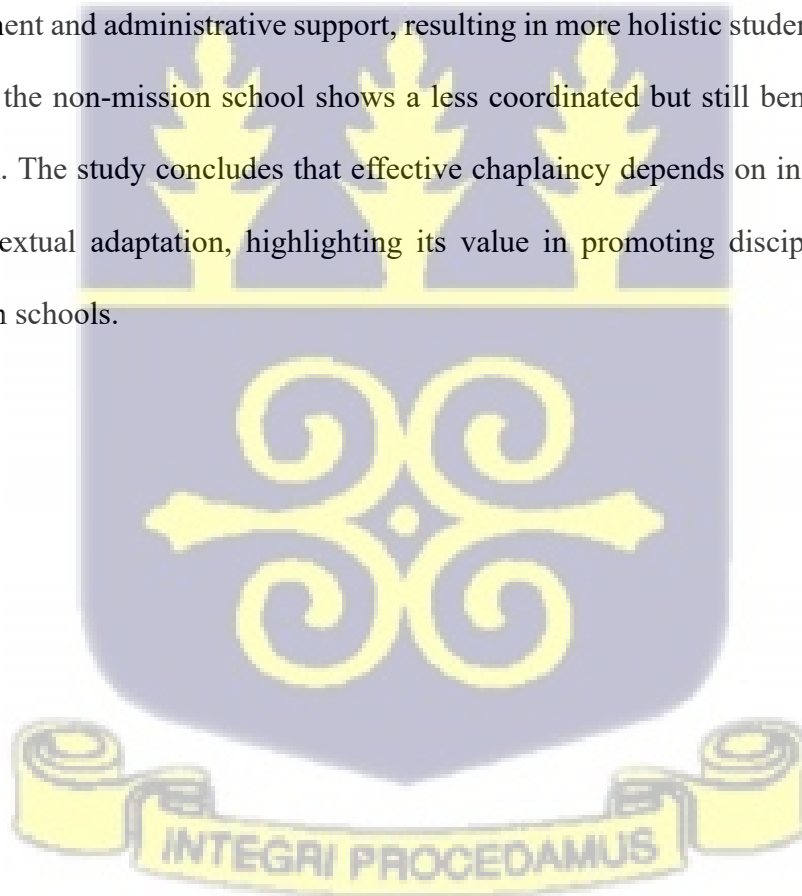 ent and administrative support, resulting in more holistic studen
the non-mission school shows a less coordinated but still ben
. The study concludes that effective chaplaincy depends on in
extual adaptation, highlighting its value in promoting discip
n schools.
INTEGRI PROCEDAMUS